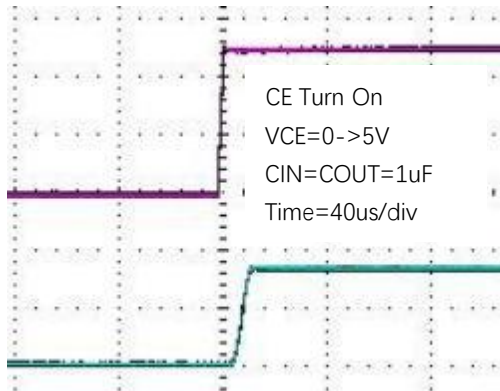 CE Turn On
VCE=0->5V
CIN=COUT=1uF
Time=40us/div